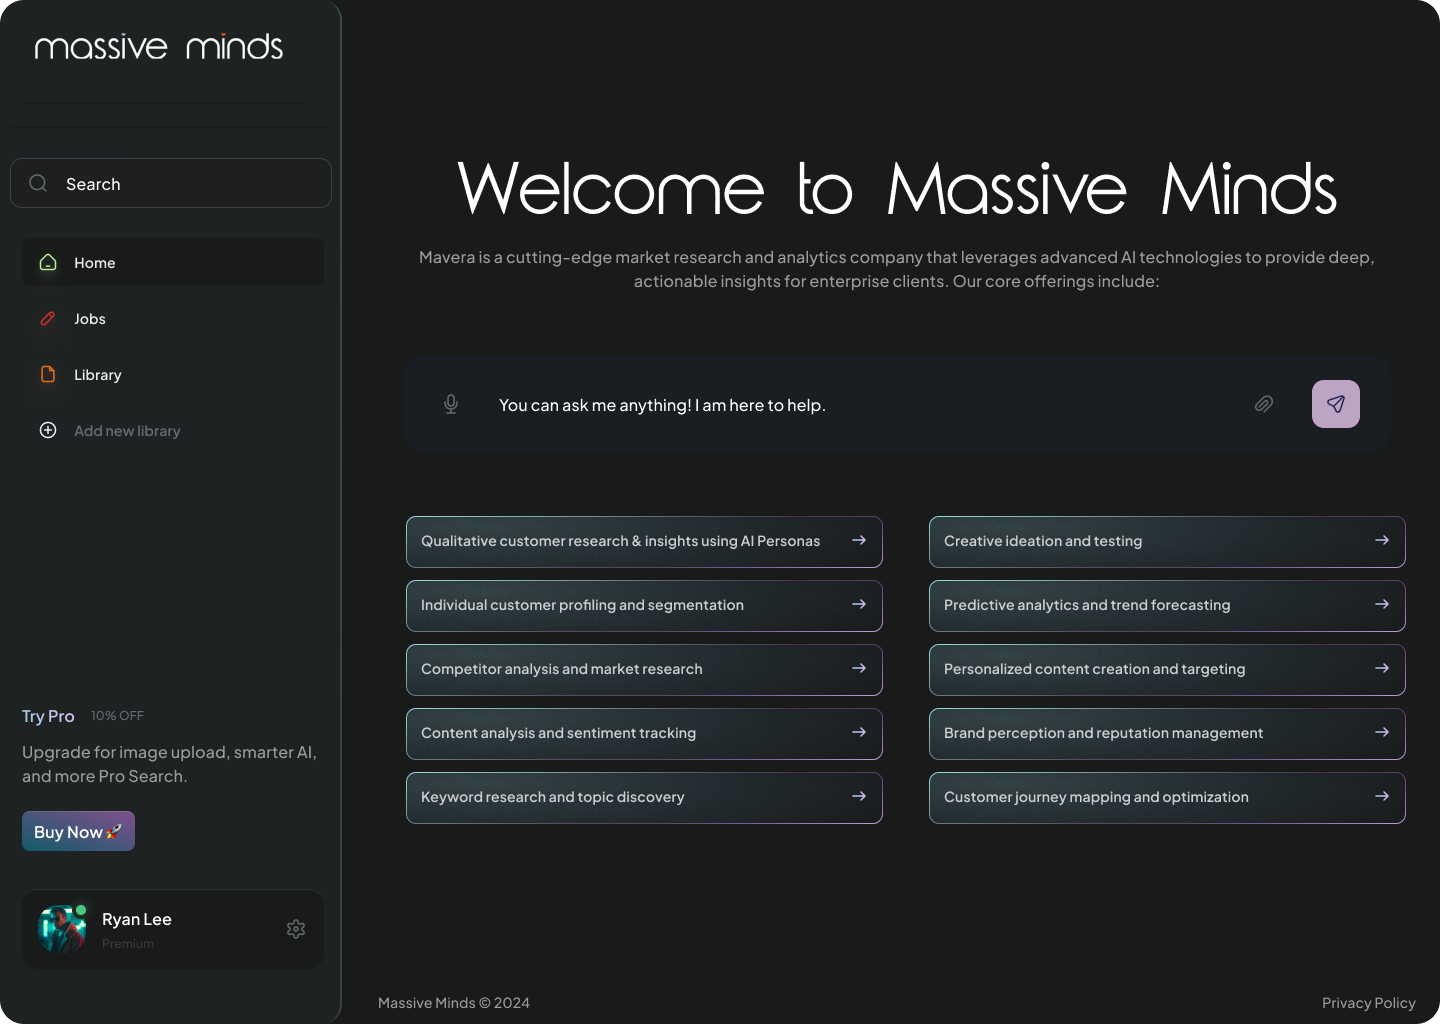 massive minds
Search
Home
Jobs
Library
Add new library
Try Pro 10% OFF
Upgrade for image upload, smarter AI,
and more Pro Search.
Buy Now
Ryan Lee
Premium
Welcome to Massive Minds
Mavera is a cutting-edge market research and analytics company that leverages advanced AI technologies to provide deep,
actionable insights for enterprise clients. Our core offerings include:
You can ask me anything! I am here to help.
Qualitative customer research & insights using AI Personas
Creative ideation and testing
Individual customer profiling and segmentation
Predictive analytics and trend forecasting
Competitor analysis and market research
Personalized content creation and targeting
Content analysis and sentiment tracking
Brand perception and reputation management
Keyword research and topic discovery
Customer journey mapping and optimization
Massive Minds © 2024
Privacy Policy